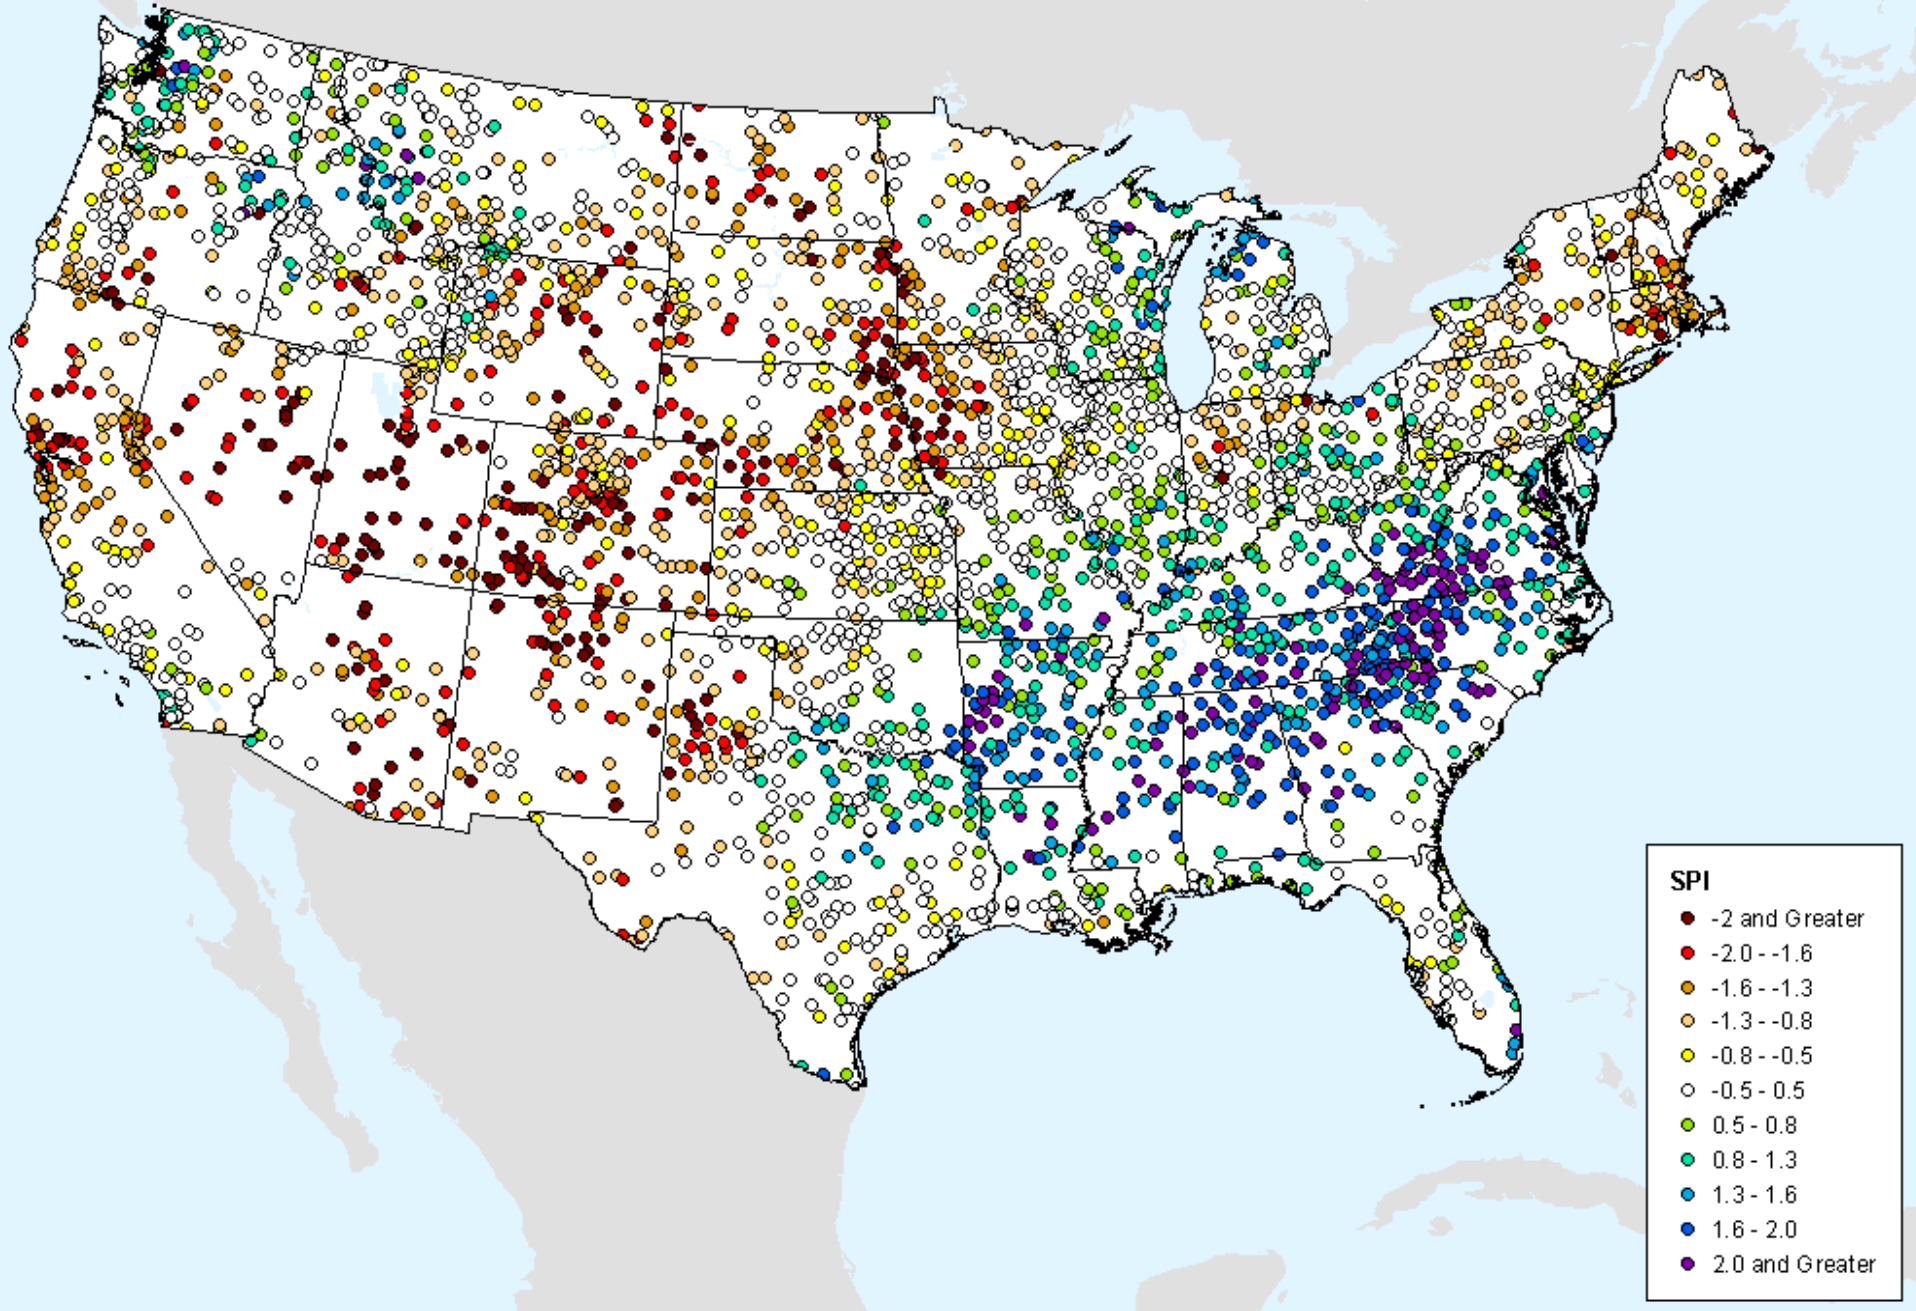 SPI
-2 and Greater
-2.0 - -1.6
-1.6 - -1.3
-1.3 - -0.8
-0.8 - -0.5
-0.5 - 0.5
0.5 - 0.8
0.8 - 1.3
1.3 - 1.6
1.6 - 2.0
2.0 and Greater